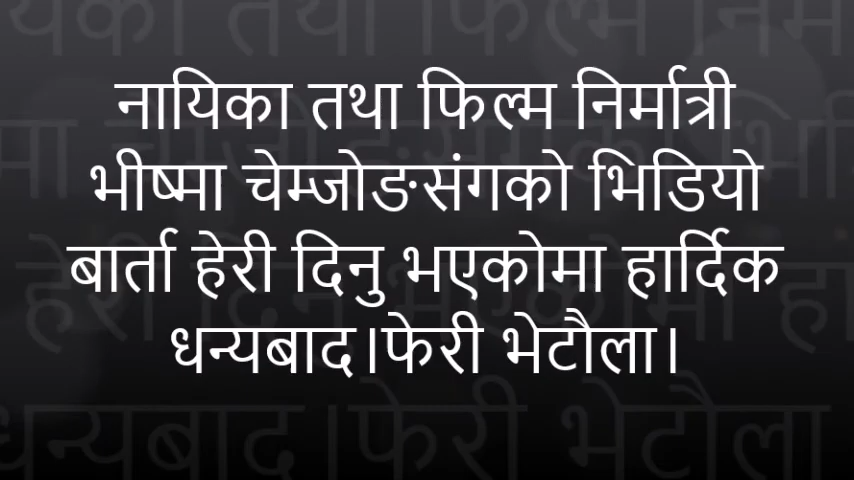 नायिका तथा फिल्म निर्मात्री
भीष्मा चेम्जोङसंगको भिडियो
बार्ता हेरी दिनु भएकोमा हार्दिक
धन्यबाद।फेरी भेटौला।